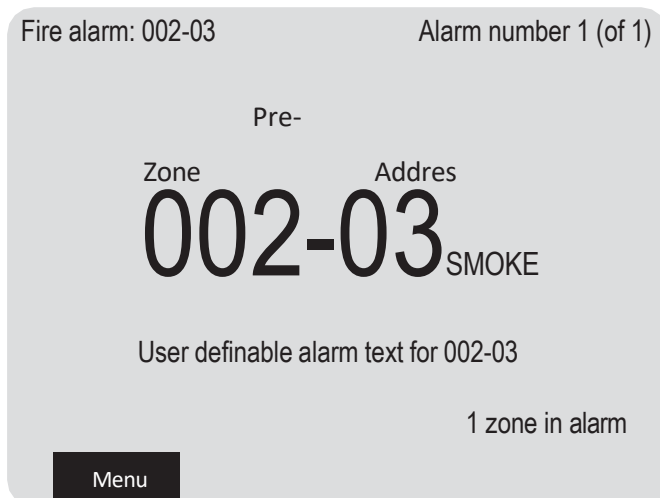 Fire alarm: 002-03 Alarm number 1 (of 1)
Pre-
Zone Addres
002-03 SMOKE
User definable alarm text for 002-03
1 zone in alarm
Menu